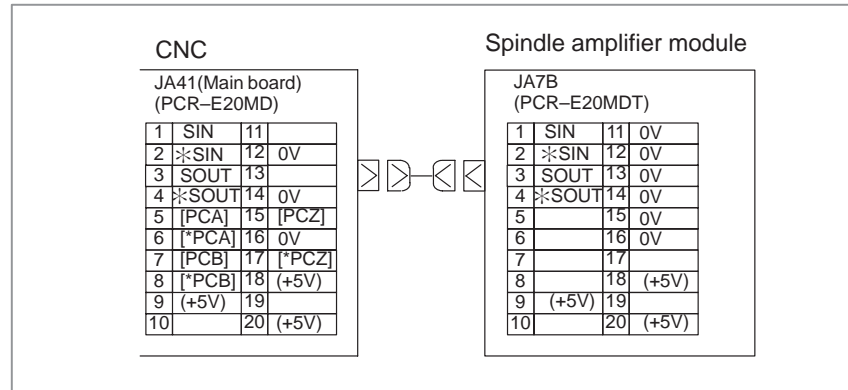 CNC
JA41(Main board)
(PCR–E20MD)
1 SIN 11
2 ✳SIN 12 0V
3 SOUT 13
4 ✳SOUT 14 0V
5 [PCA] 15 [PCZ]
6 [*PCA] 16 0V
7 [PCB] 17 [*PCZ]
8 [*PCB] 18 (+5V)
9 (+5V) 19
10 20 (+5V)
Spindle amplifier module
JA7B
(PCR–E20MDT)
1 SIN 11 0V
2 ✳SIN 12 0V
3 SOUT 13 0V
4 ✳SOUT 14 0V
5 15 0V
6 16 0V
7 17
8 18 (+5V)
9 (+5V) 19
10 20 (+5V)